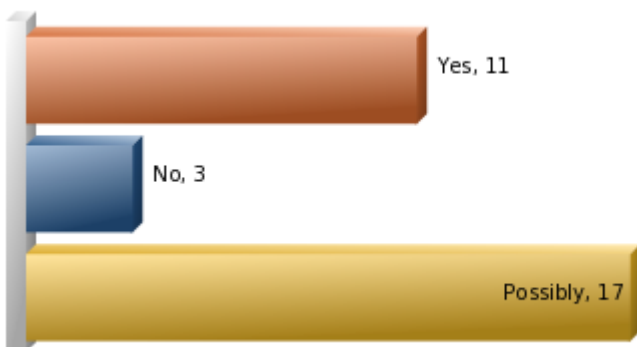 Yes, 11
No, 3
Possibly, 17